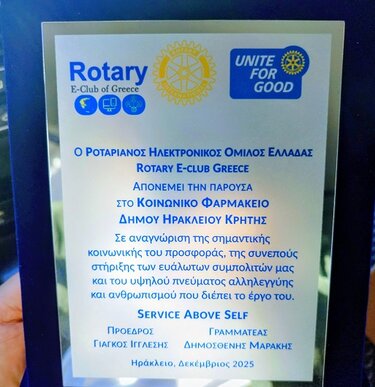 Rotary
E-Club of Greece
UNITE
FOR
GOOD
Ο ΡΟΤΑΡΙΑΝΟΣ ΗΛΕΚΤΡΟΝΙΚΟΣ ΟΜΙΛΟΣ ΕΛΛΑΔΑΣ
ROTARY E-CLUB GREECE
ΑΠΟΝΕΜΕΙ ΤΗΝ ΠΑΡΟΥΣΑ
ΣΤΟ ΚΟΙΝΩΝΙΚΟ ΦΑΡΜΑΚΕΙΟ
ΔΗΜΟΥ ΗΡΑΚΛΕΙΟΥ ΚΡΗΤΗΣ
Σε αναγνώριση της σημαντικής
κοινωνικής του προσφοράς, της συνεπούς
στήριξης των ευάλωτων συμπολιτών μας
και του υψηλού πνεύματος αλληλεγγύης
και ανθρωπισμού που διέπει το έργο του.
SERVICE ABOVE SELF
ΠΡΟΕΔΡΟΣ ΓΡΑΜΜΑΤΕΑΣ
ΓΙΑΓΚΟΣ ΙΓΓΛΕΣΗΣ ΔΗΜΟΣΘΕΝΗΣ ΜΑΡΑΚΗΣ
Ηράκλειο, Δεκέμβριος 2025